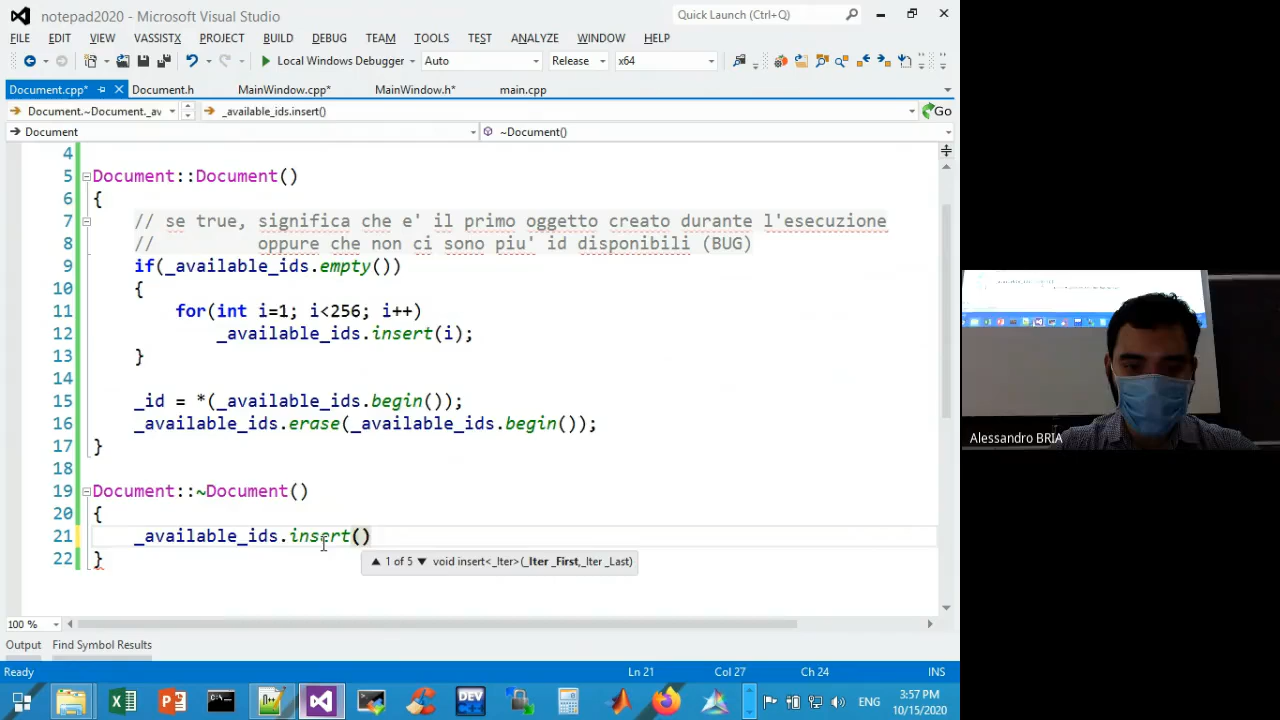 notepad2020 - Microsoft Visual Studio
Quick Launch (Ctrl+Q)
FILE EDIT VIEW VASSISTX PROJECT BUILD DEBUG TEAM TOOLS TEST ANALYZE WINDOW HELP
Local Windows Debugger Auto Release x64
Document.cpp* Document.h MainWindow.cpp* MainWindow.h* main.cpp
Document.~Document._av _available_ids.insert() Go
Document ~Document()
4
5 Document::Document()
6 {
7 // se true, significa che e' il primo oggetto creato durante l'esecuzione
8 // oppure che non ci sono piu' id disponibili (BUG)
9 if(_available_ids.empty())
10 {
11 for(int i=1; i<256; i++)
12 _available_ids.insert(i);
13 }
14
15 _id = *(_available_ids.begin());
16 _available_ids.erase(_available_ids.begin());
17 }
18
19 Document::~Document()
20 {
21 _available_ids.insert()
22 }
▲ 1 of 5 ▼ void insert<_Iter>(_Iter _First,_Iter _Last)
100 %
Output Find Symbol Results
Ready Ln 21 Col 27 Ch 24 INS
DEV
ENG
3:57 PM
10/15/2020
Alessandro BRIA